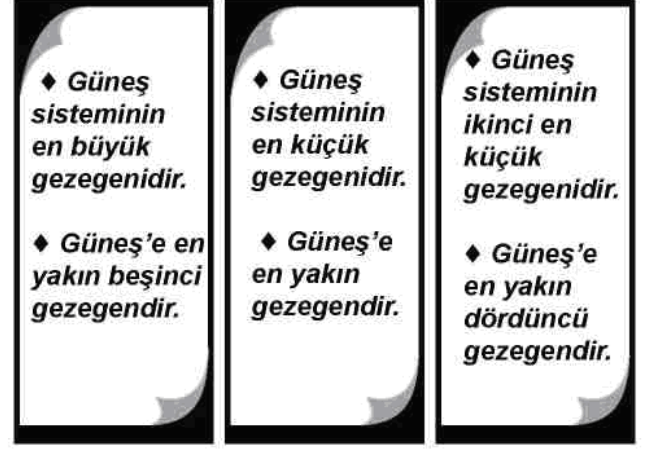 ♦ Güneş
sisteminin
en büyük
gezegenidir.
♦ Güneş’e en
yakın beşinci
gezegendir.
♦ Güneş
sisteminin
en küçük
gezegenidir.
♦ Güneş’e
en yakın
gezegendir.
♦ Güneş
sisteminin
ikinci en
küçük
gezegenidir.
♦ Güneş’e
en yakın
dördüncü
gezegendir.